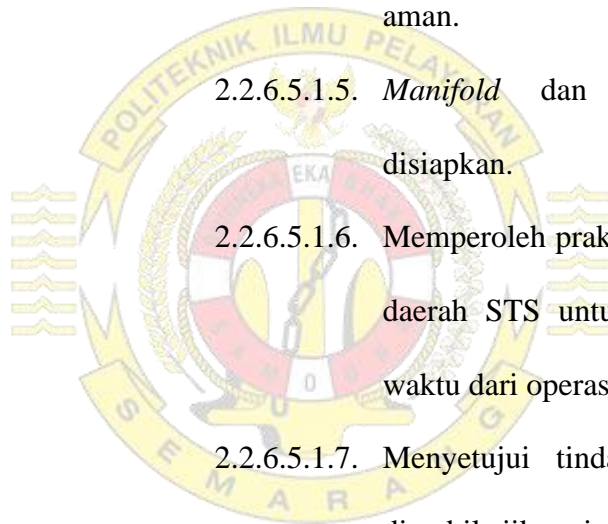 aman.
2.2.6.5.1.5. Manifold dan
disiapkan.
2.2.6.5.1.6. Memperoleh prak
daerah STS untu
waktu dari operas
2.2.6.5.1.7. Menyetujui tinda
POLITEKNIK ILMU PELAYARAN
EKA
SEMARANG